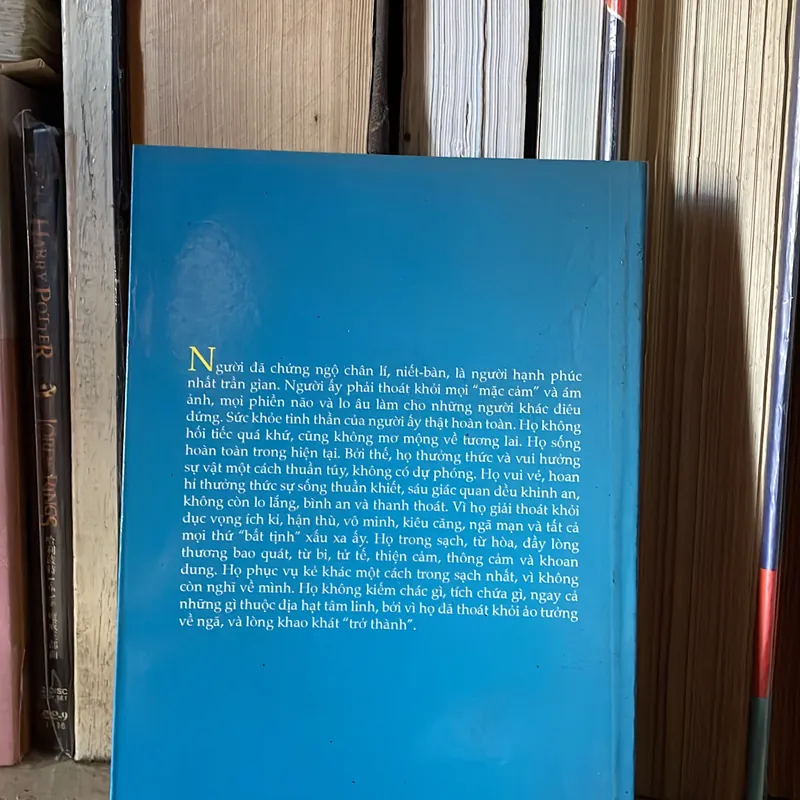 Người đã chứng ngộ chân lí, niết-bàn, là người hạnh phúc
nhất trần gian. Người ấy phải thoát khỏi mọi “mặc cảm” và ám
ảnh, mọi phiền não và lo âu làm cho những người khác điêu
đứng. Sức khỏe tinh thần của người ấy thật hoàn toàn. Họ không
hối tiếc quá khứ, cũng không mơ mộng về tương lai. Họ sống
hoàn toàn trong hiện tại. Bởi thế, họ thưởng thức và vui hưởng
sự vật một cách thuần túy, không có dự phóng. Họ vui vẻ, hoan
hỉ thưởng thức sự sống thuần khiết, sáu giác quan đều khinh an,
không còn lo lắng, bình an và thanh thoát. Vì họ giải thoát khỏi
dục vọng ích kỉ, hận thù, vô minh, kiêu căng, ngã mạn và tất cả
mọi thứ “bất tịnh” xấu xa ấy. Họ trong sạch, từ hòa, đầy lòng
thương bao quát, từ bi, tử tế, thiện cảm, thông cảm và khoan
dung. Họ phục vụ kẻ khác một cách trong sạch nhất, vì không
còn nghĩ về mình. Họ không kiếm chác gì, tích chứa gì, ngay cả
những gì thuộc địa hạt tâm linh, bởi vì họ đã thoát khỏi ảo tưởng
về ngã, và lòng khao khát “trở thành”.
HARRY POTTER
DISC